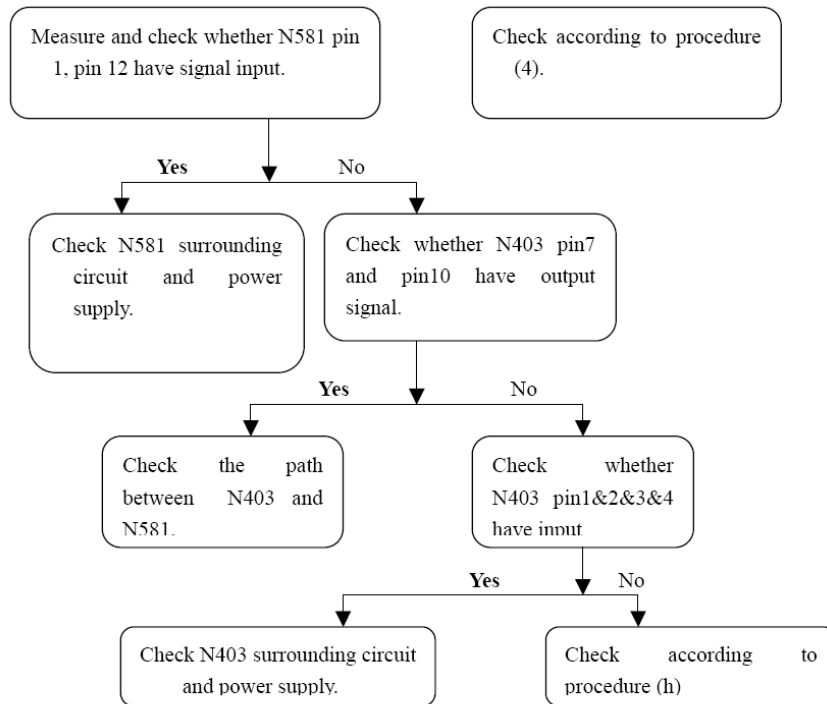 Measure and check whether N581 pin
1, pin 12 have signal input.
Check according to procedure
(4).
Yes
No
Check N581 surrounding
circuit and power
supply.
Check whether N403 pin7
and pin10 have output
signal.
Yes
No
Check the path
between N403 and
N581.
Check whether
N403 pin1&2&3&4
have input
Yes
No
Check N403 surrounding circuit
and power supply.
Check according to
procedure (h)